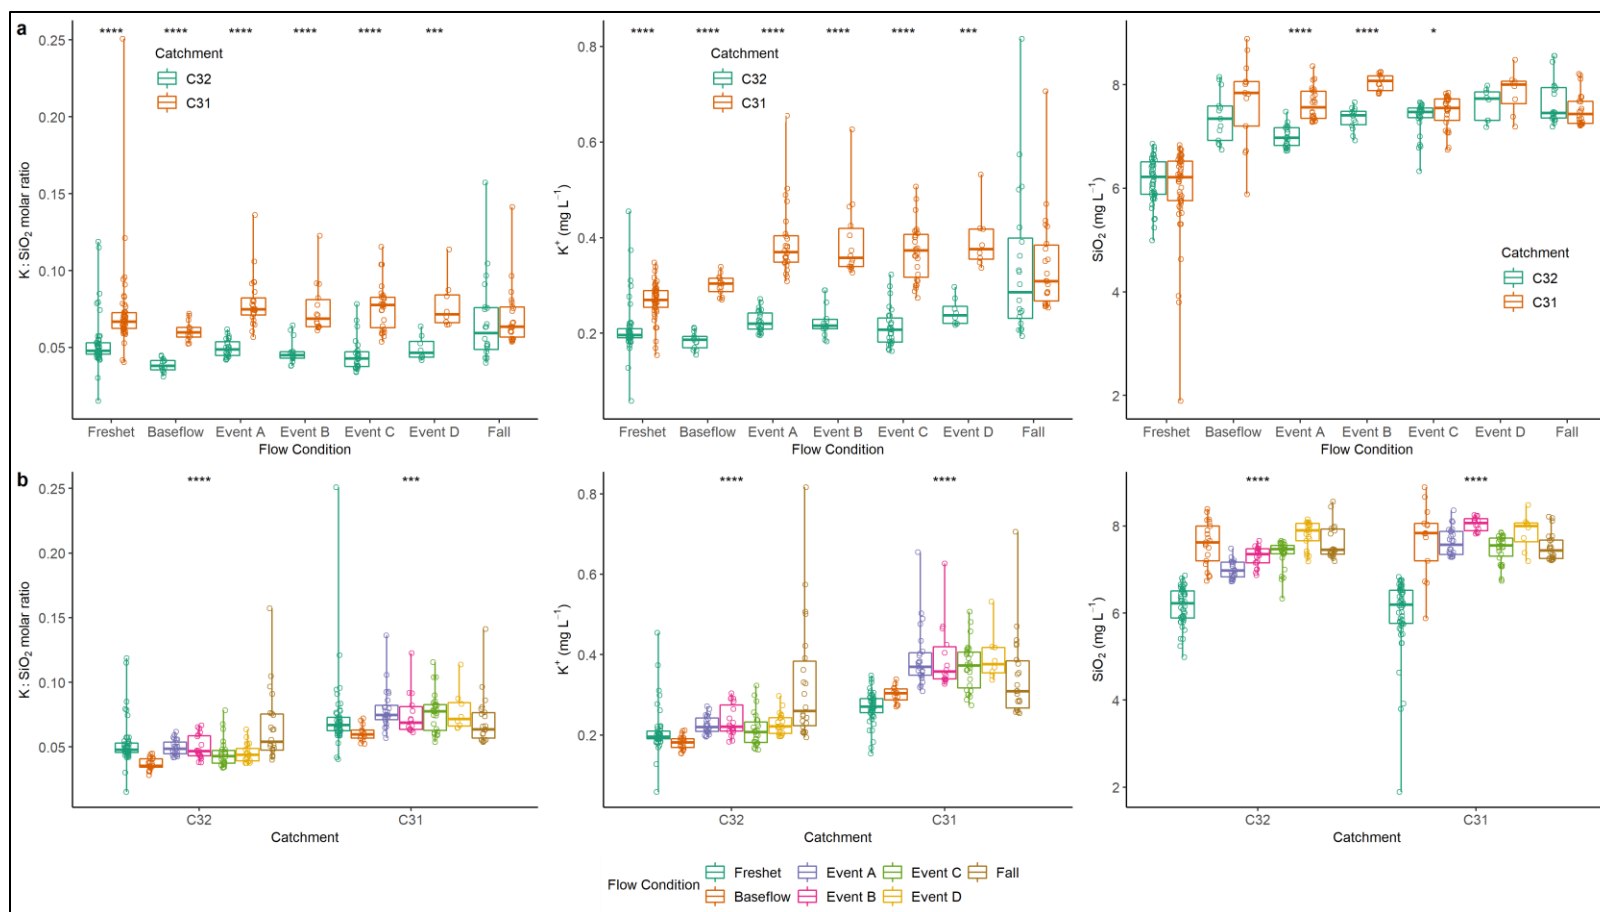 a
**** **** **** **** **** ***
Catchment
C32
C31
K : SiO₂ molar ratio
0.25
0.20
0.15
0.10
0.05
Freshet Baseflow Event A Event B Event C Event D Fall
Flow Condition
**** **** **** **** **** ***
Catchment
C32
C31
K⁺ (mg L⁻¹)
0.8
0.6
0.4
0.2
Freshet Baseflow Event A Event B Event C Event D Fall
Flow Condition
**** **** *
Catchment
C32
C31
SiO₂ (mg L⁻¹)
8
6
4
2
Freshet Baseflow Event A Event B Event C Event D Fall
Flow Condition
b
**** ***
K : SiO₂ molar ratio
0.25
0.20
0.15
0.10
0.05
C32 C31
Catchment
**** ****
K⁺ (mg L⁻¹)
0.8
0.6
0.4
0.2
C32 C31
Catchment
**** ****
SiO₂ (mg L⁻¹)
8
6
4
2
C32 C31
Catchment
Flow Condition
Freshet Event A Event C Fall
Baseflow Event B Event D